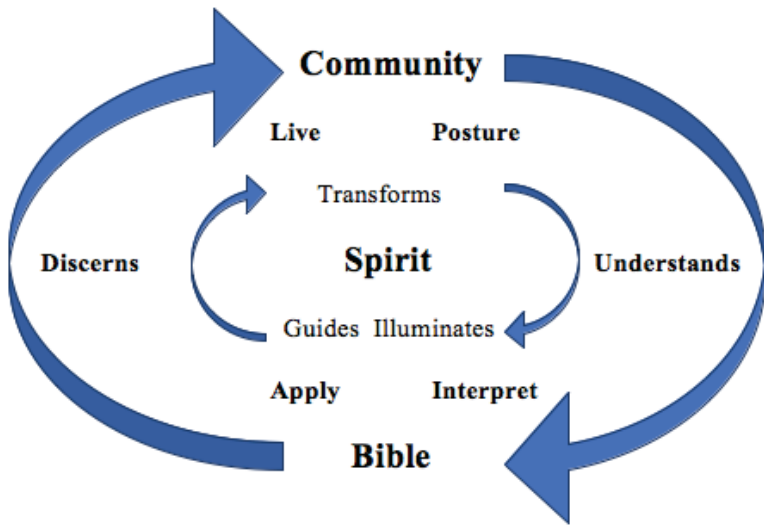 Community
Live Posture
Transforms
Discerns Spirit Understands
Guides Illuminates
Apply Interpret
Bible